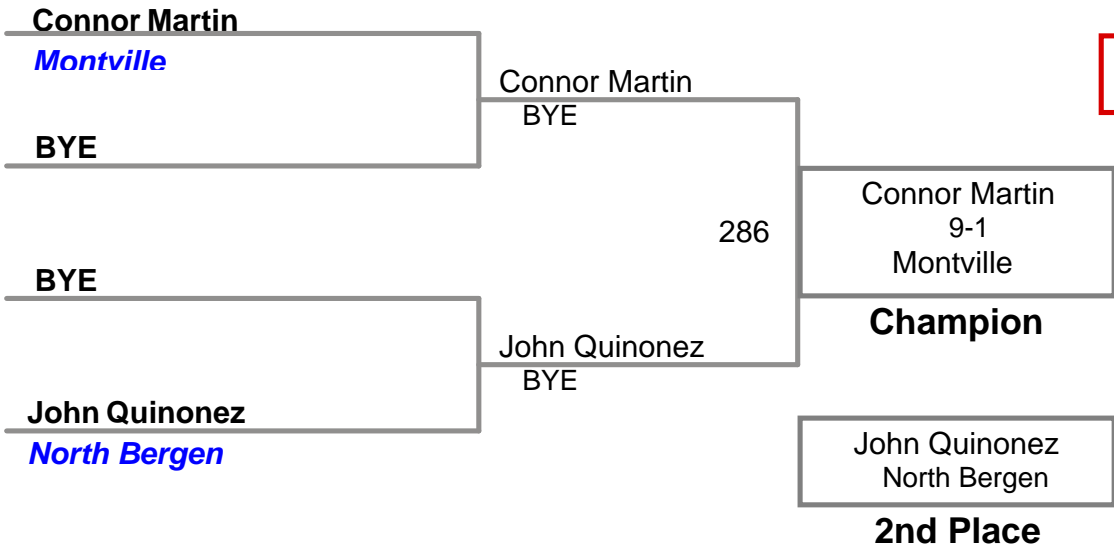 Connor Martin
Montville
BYE
BYE
John Quinonez
North Bergen
Connor Martin
BYE
John Quinonez
BYE
286
Connor Martin
9-1
Montville
Champion
John Quinonez
North Bergen
2nd Place